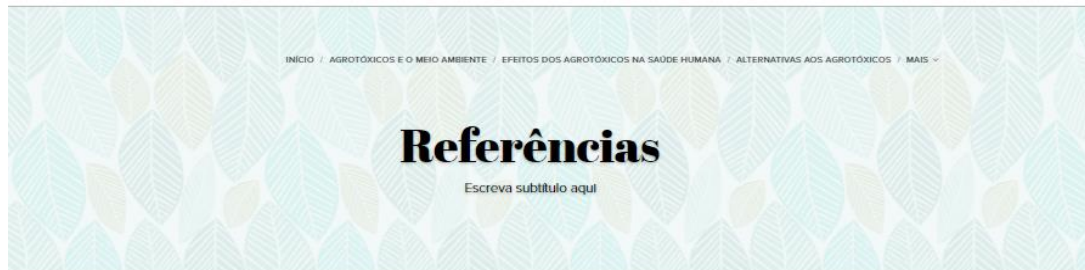 INÍCIO / AGROTÓXICOS E O MEIO AMBIENTE / EFEITOS DOS AGROTÓXICOS NA SAÚDE HUMANA / ALTERNATIVAS AOS AGROTÓXICOS / MAIS
Referências
Escreva subtítulo aqui